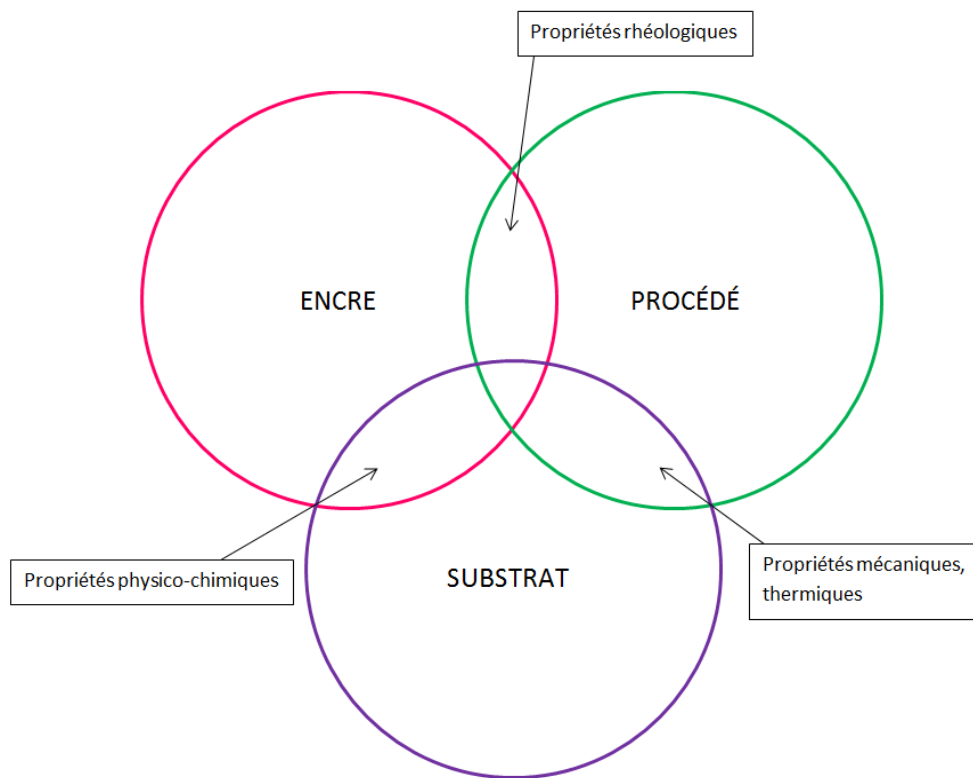 Propriétés rhéologiques
ENCRE
PROCÉDÉ
Propriétés physico-chimiques
SUBSTRAT
Propriétés mécaniques,
thermiques